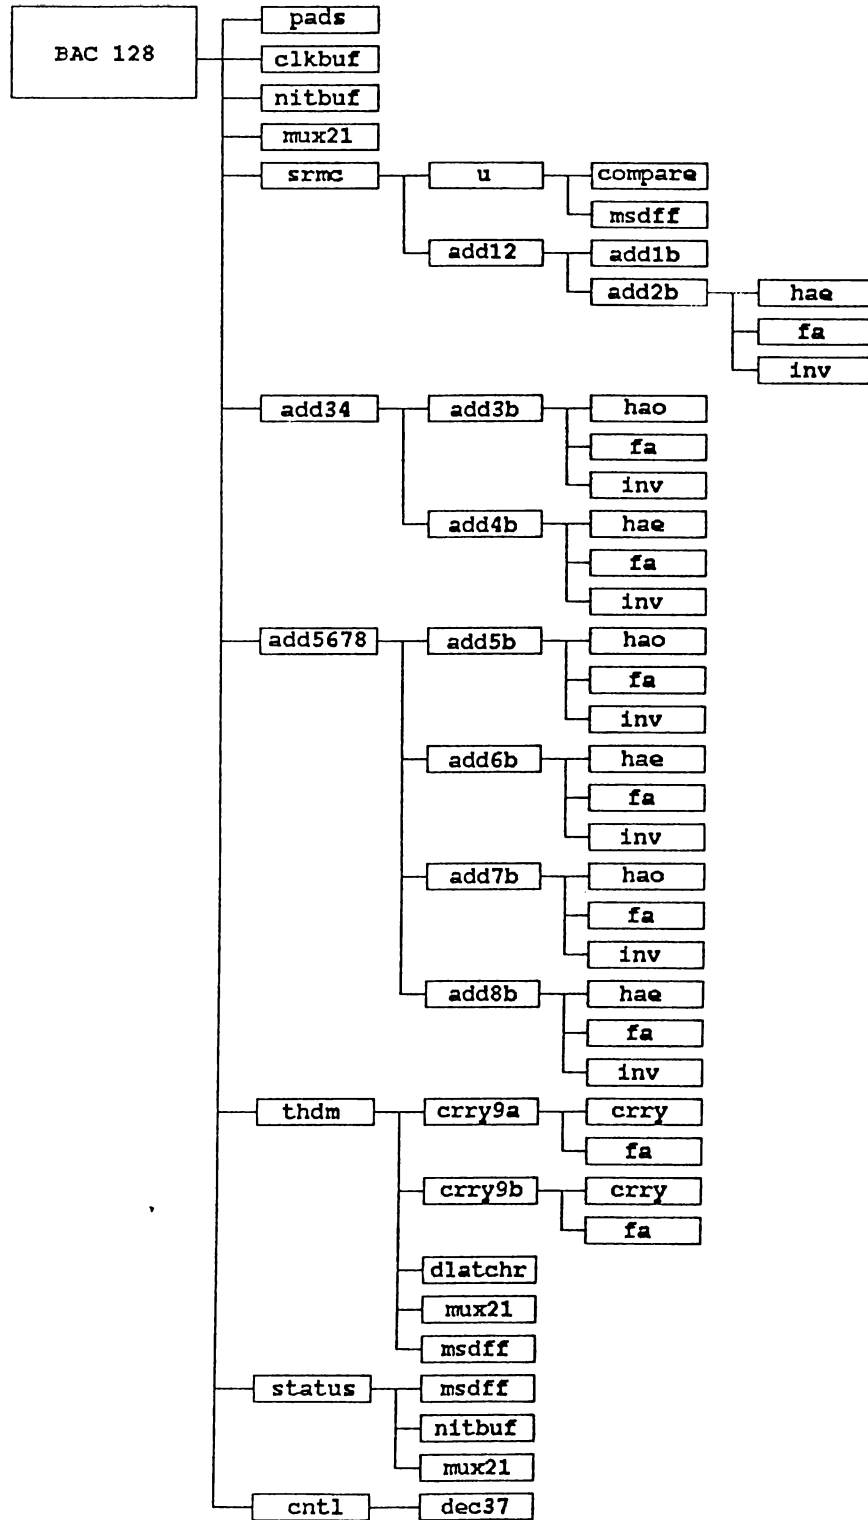 BAC 128
pads
clkbuf
nitbuf
mux21
srmc
u
compare
msdff
add12
add1b
add2b
hae
fa
inv
add34
add3b
hao
fa
inv
add4b
hae
fa
inv
add5678
add5b
hao
fa
inv
add6b
hae
fa
inv
add7b
hao
fa
inv
add8b
hae
fa
inv
thdm
crry9a
crry
fa
crry9b
crry
fa
dlatchr
mux21
msdff
status
msdff
nitbuf
mux21
cntl
dec37